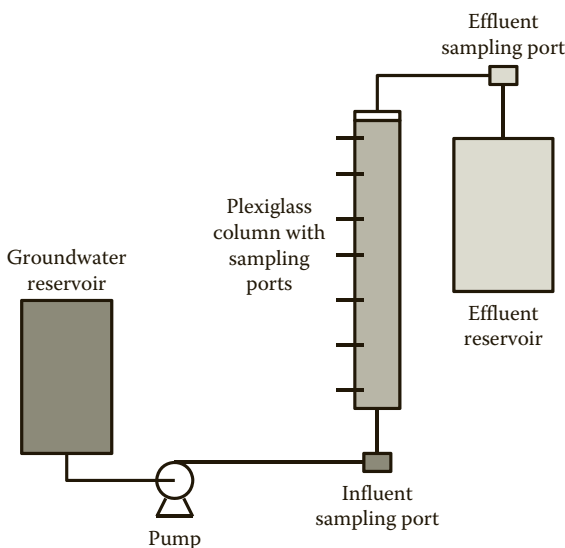 Effluent
sampling port
Plexiglass
column with
sampling
ports
Groundwater
reservoir
Effluent
reservoir
Influent
sampling port
Pump